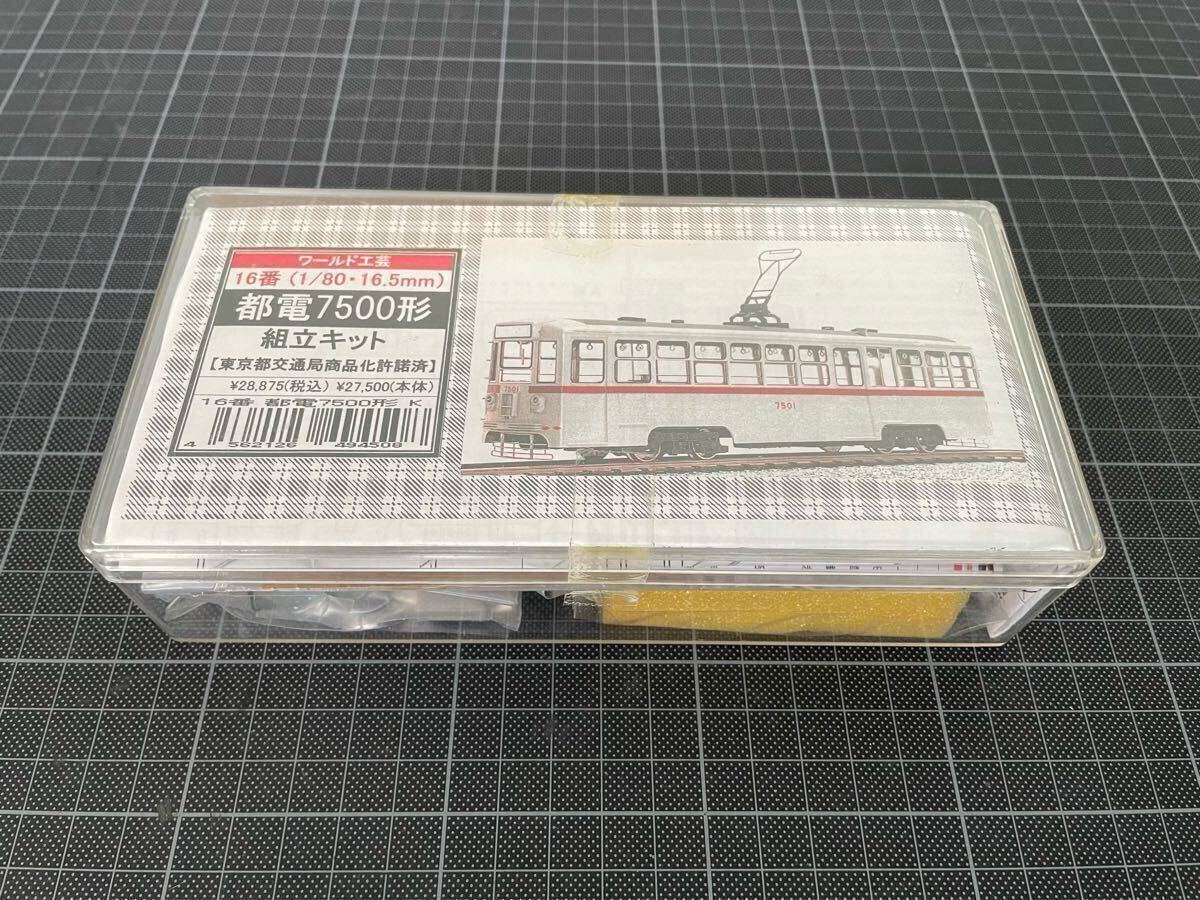 ワールド工芸
16番 (1/80・16.5mm)
都電7500形
組立キット
【東京都交通局商品化許諾済】
¥28,875(税込) ¥27,500(本体)
16番 都電7500形 K
4 562126 494508
7501
7501